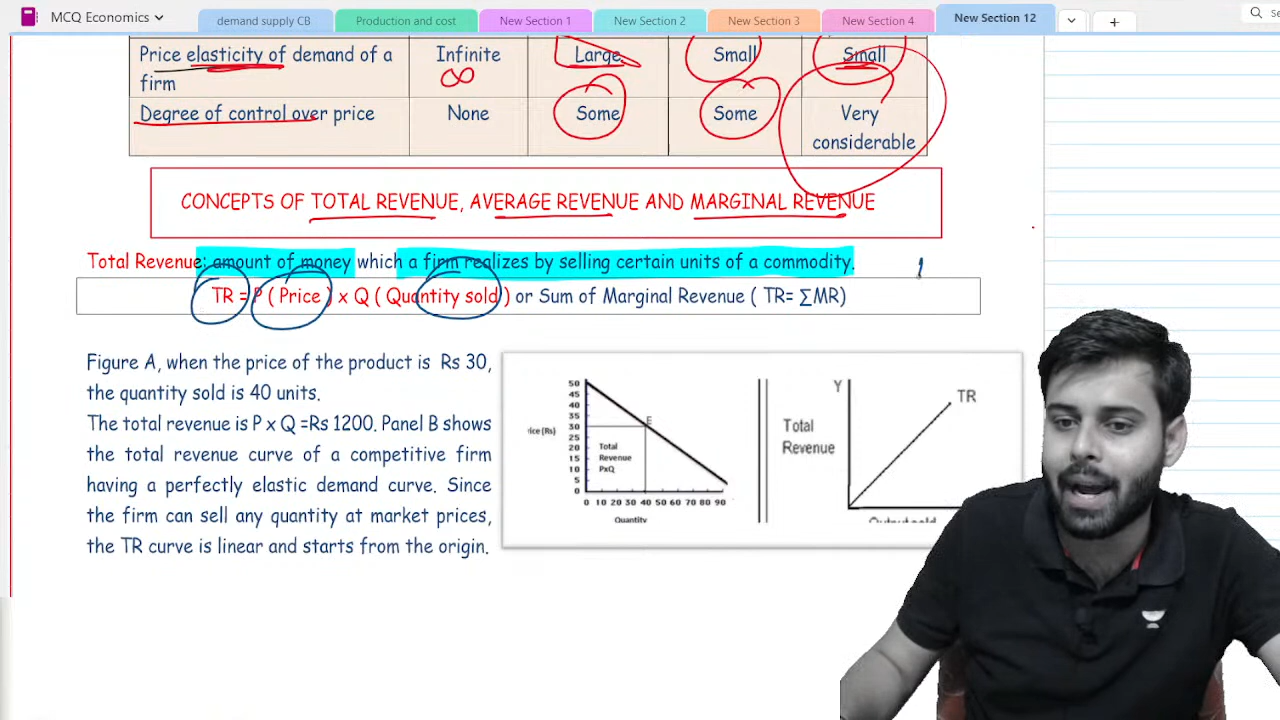 MCQ Economics
demand supply CB
Production and cost
New Section 1
New Section 2
New Section 3
New Section 4
New Section 12
Price elasticity of demand of a firm
Infinite
∞
Large
Small
Small
Degree of control over price
None
Some
Some
Very considerable
CONCEPTS OF TOTAL REVENUE, AVERAGE REVENUE AND MARGINAL REVENUE
Total Revenue: amount of money which a firm realizes by selling certain units of a commodity.
TR = P ( Price ) x Q ( Quantity sold ) or Sum of Marginal Revenue ( TR= ∑MR)
Figure A, when the price of the product is Rs 30,
the quantity sold is 40 units.
The total revenue is P x Q =Rs 1200. Panel B shows
the total revenue curve of a competitive firm
having a perfectly elastic demand curve. Since
the firm can sell any quantity at market prices,
the TR curve is linear and starts from the origin.
50
45
40
35
30
25
20
15
10
5
0
rice (Rs)
E
Total
Revenue
PxQ
0 10 20 30 40 50 60 70 80 90
Quantity
Y
TR
Total
Revenue
Output sold